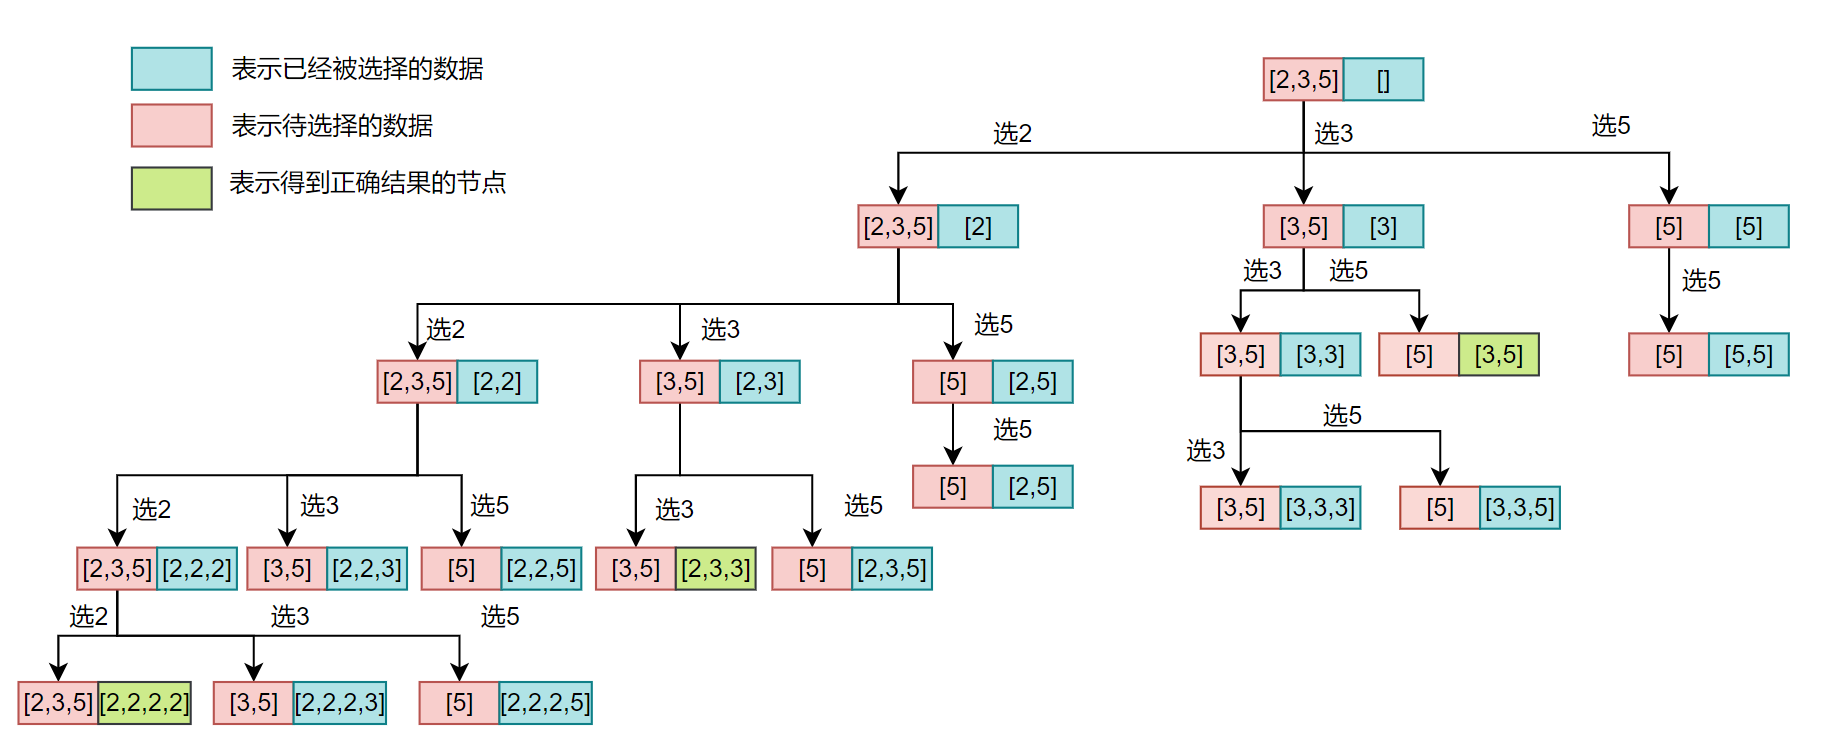 表示已经被选择的数据
表示待选择的数据
表示得到正确结果的节点
[2,3,5] []
选2 选3 选5
[2,3,5] [2] [3,5] [3] [5] [5]
选3 选5 选5
选2 选3 选5
[3,5] [3,3] [5] [3,5] [5] [5,5]
[2,3,5] [2,2] [3,5] [2,3] [5] [2,5]
选5 选3 选5
[5] [2,5] [3,5] [3,3,3] [5] [3,3,5]
选2 选3 选5 选3 选5
[2,3,5] [2,2,2] [3,5] [2,2,3] [5] [2,2,5] [3,5] [2,3,3] [5] [2,3,5]
选2 选3 选5
[2,3,5] [2,2,2,2] [3,5] [2,2,2,3] [5] [2,2,2,5]